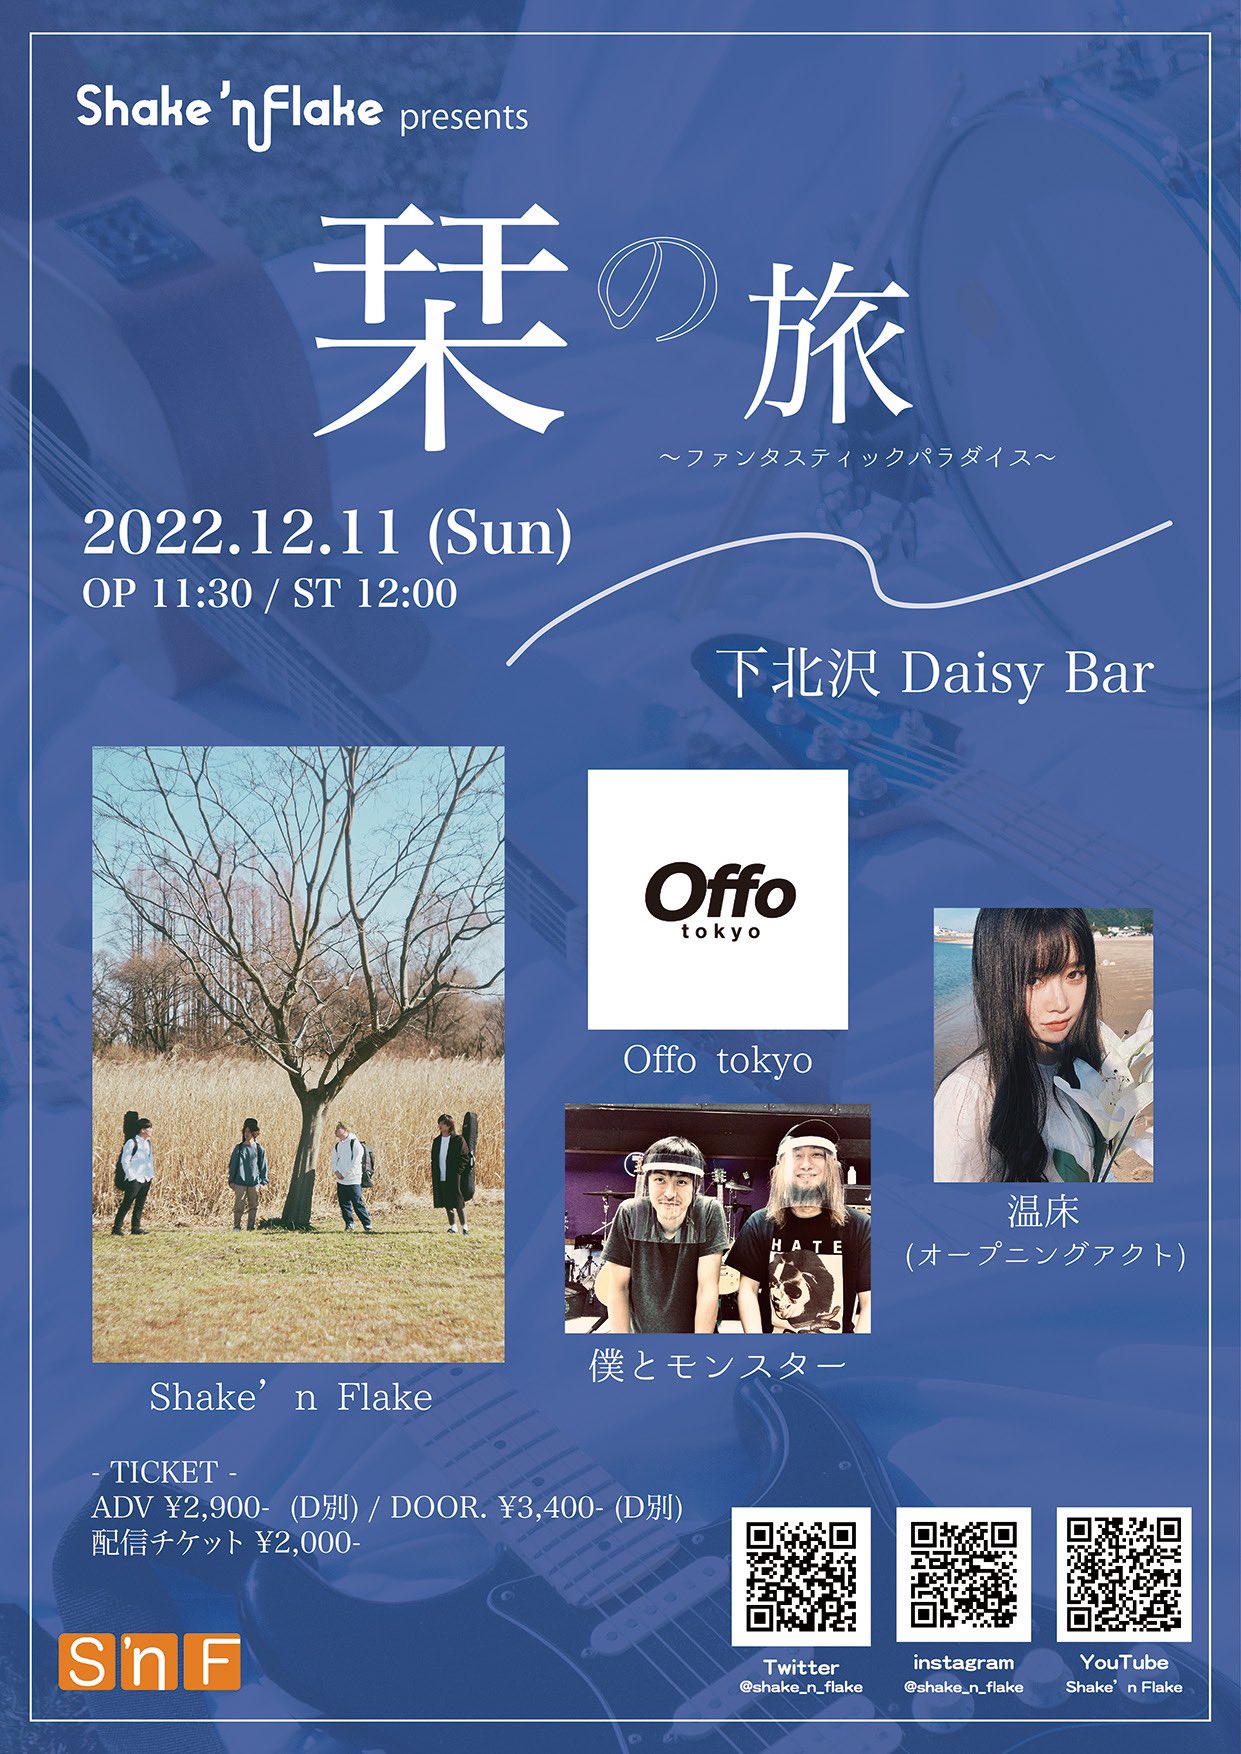 Shake 'n Flake presents
栞の旅
～ファンタスティックパラダイス～
2022.12.11 (Sun)
OP 11:30 / ST 12:00
下北沢 Daisy Bar
Offo
tokyo
Offo tokyo
HATE
温床
(オープニングアクト)
僕とモンスター
Shake’ n Flake
- TICKET -
ADV ¥2,900- (D別) / DOOR. ¥3,400- (D別)
配信チケット ¥2,000-
S 'n F
Twitter
@shake_n_flake
instagram
@shake_n_flake
YouTube
Shake’ n Flake